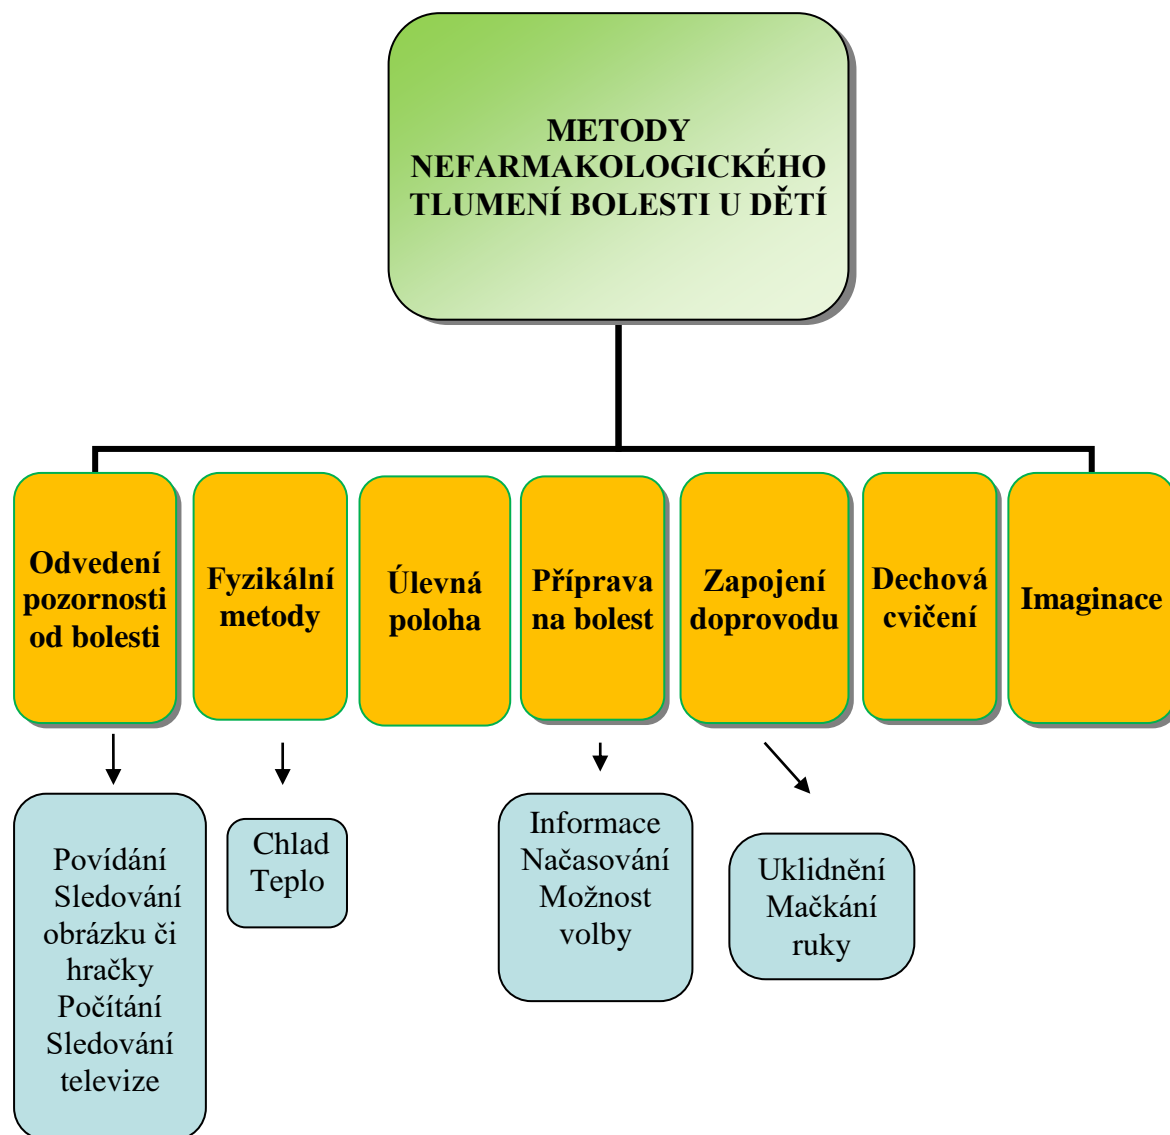 METODY
NEFARMAKOLOGICKÉHO
TLUMENÍ BOLESTI U DĚTÍ
Odvedení
pozornosti
od bolesti
Fyzikální
metody
Úlevná
poloha
Příprava
na bolest
Zapojení
doprovodu
Dechová
cvičení
Imaginace
Povídání
Sledování
obrázku či
hračky
Počítání
Sledování
televize
Chlad
Teplo
Informace
Načasování
Možnost
volby
Uklidnění
Mačkání
ruky